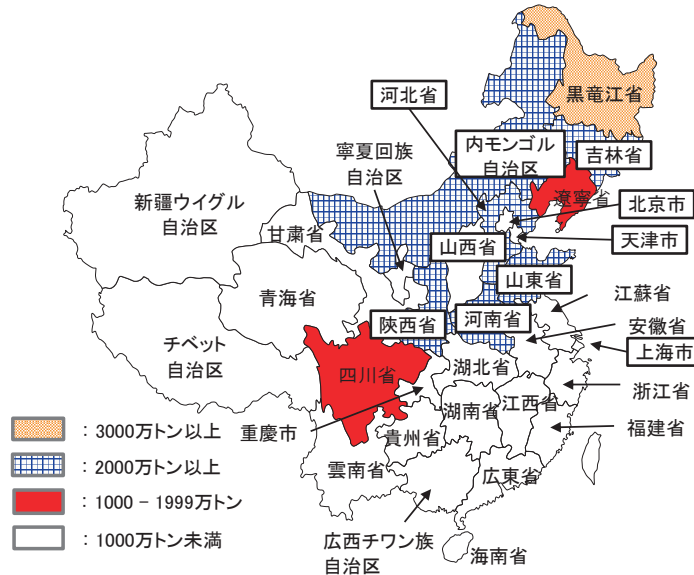 黒竜江省
河北省
内モンゴル
自治区
吉林省
寧夏回族
自治区
遼寧省
新疆ウイグル
自治区
北京市
甘粛省
天津市
山西省
山東省
青海省
江蘇省
陝西省
河南省
安徽省
チベット
自治区
上海市
四川省
湖北省
浙江省
湖南省
江西省
重慶市
貴州省
福建省
雲南省
広東省
広西チワン族
自治区
海南省
：3000万トン以上
：2000万トン以上
：1000－1999万トン
：1000万トン未満